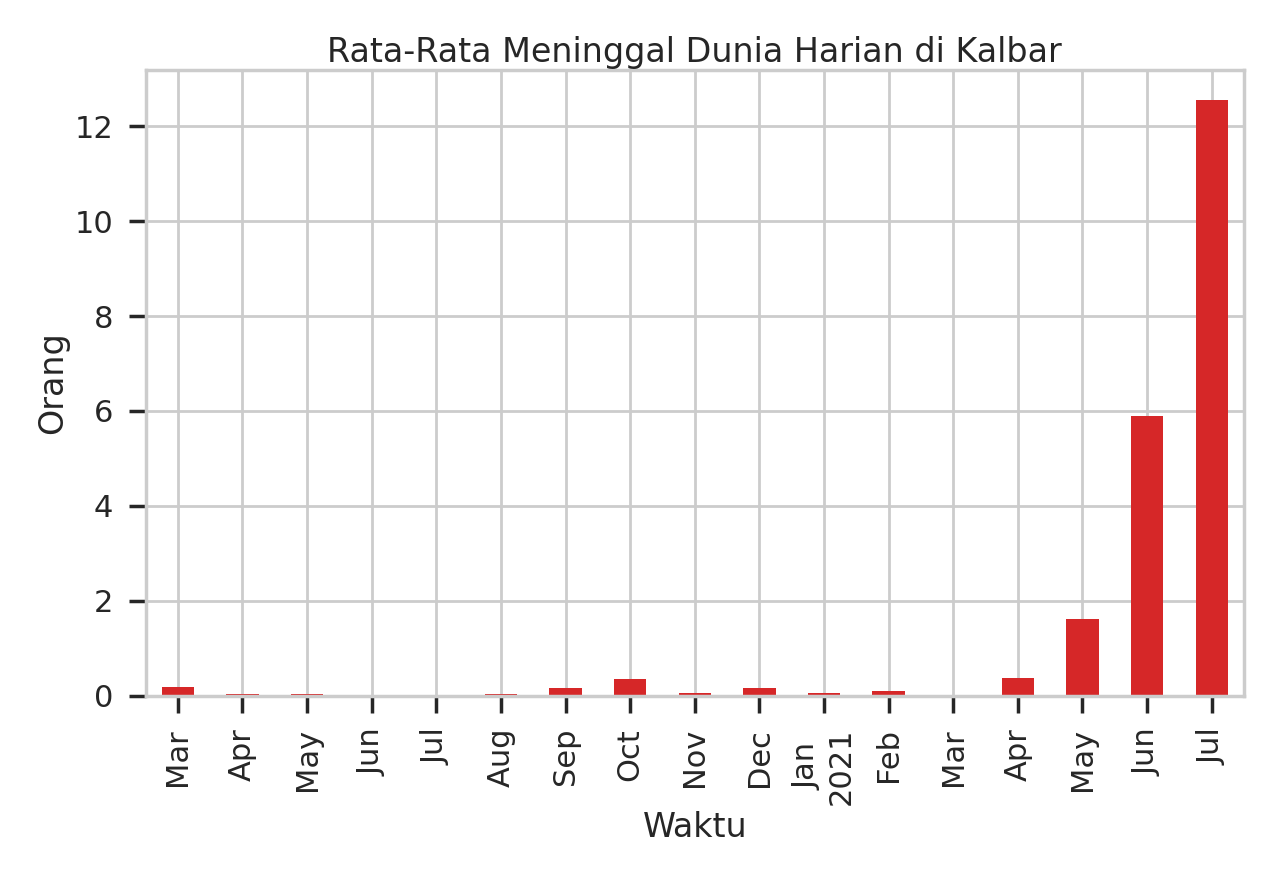 Rata-Rata Meninggal Dunia Harian di Kalbar
12
10
8
6
4
2
0
Orang
Mar
Apr
May
Jun
Jul
Aug
Sep
Oct
Nov
Dec
Jan
2021
Feb
Mar
Apr
May
Jun
Jul
Waktu